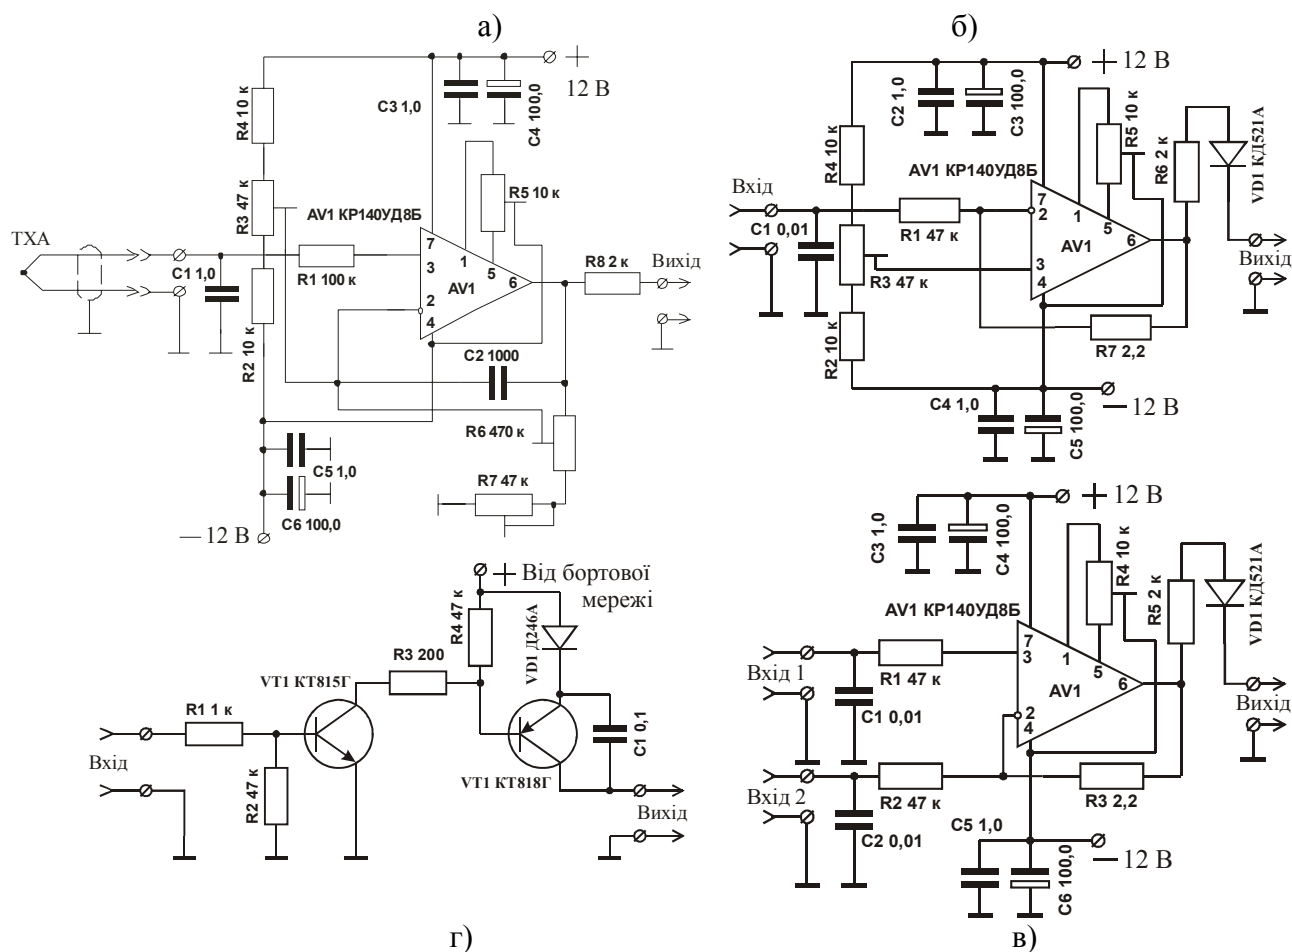 а)
б)
12 В
C3 1,0
C4 100,0
R4 10 к
R3 47 к
R5 10 к
AV1 КР140УД8Б
ТХА
C1 1,0
R1 100 к
7
3
1
5
2
4
6
AV1
R8 2 к
Вихід
R2 10 к
C2 1000
R6 470 к
C5 1,0
R7 47 к
C6 100,0
— 12 В
+ 12 В
C2 1,0
C3 100,0
R4 10 к
R5 10 к
R6 2 к
VD1 КД521А
AV1 КР140УД8Б
Вхід
7
2
1
5
6
3
4
AV1
C1 0,01
R1 47 к
R3 47 к
Вихід
R2 10 к
R7 2,2
C4 1,0
— 12 В
C5 100,0
+ Від бортової
мережі
R4 47 к
VD1 Д246А
R3 200
VT1 КТ815Г
R1 1 к
Вхід
R2 47 к
C1 0,1
VT1 КТ818Г
Вихід
+ 12 В
C3 1,0
C4 100,0
R4 10 к
R5 2 к
VD1 КД521А
AV1 КР140УД8Б
7
3
1
5
6
2
4
AV1
Вхід 1
R1 47 к
C1 0,01
Вихід
Вхід 2
R2 47 к
R3 2,2
C2 0,01
C5 1,0
— 12 В
C6 100,0
г)
в)